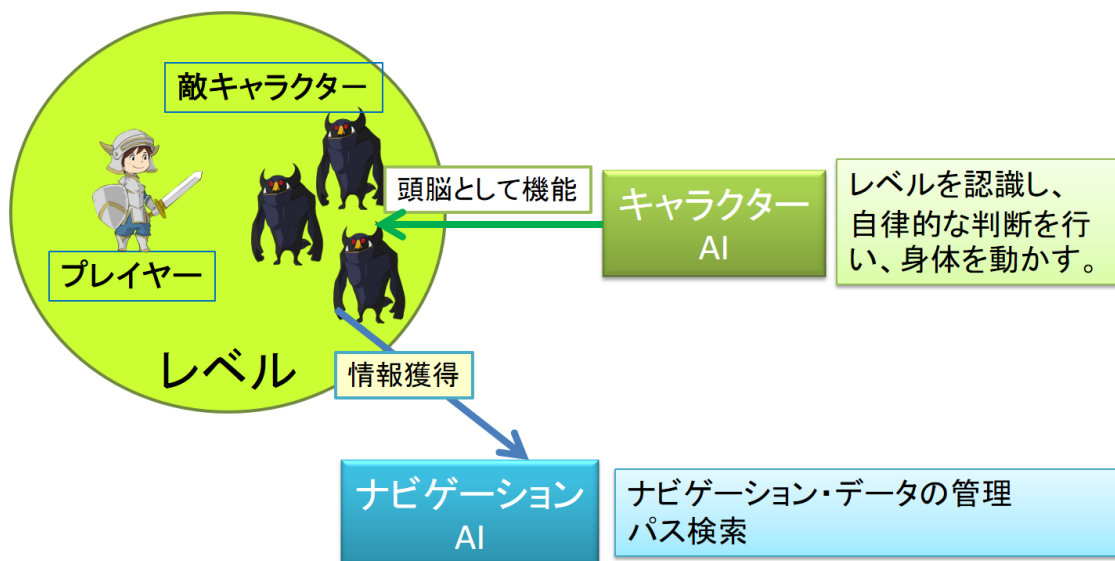 敵キャラクター
プレイヤー
レベル
頭脳として機能
キャラクター
AI
レベルを認識し、
自律的な判断を行
い、身体を動かす。
情報獲得
ナビゲーション
AI
ナビゲーション・データの管理
パス検索